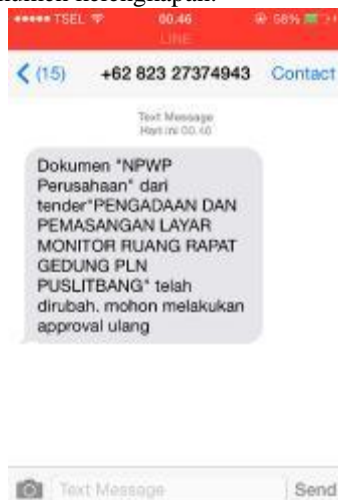 TSEL 00.46 58%
LINE
(15) +62 823 27374943 Contact
Text Message
Hari ini 00.40
Dokumen "NPWP
Perusahaan" dari
tender"PENGADAAN DAN
PEMASANGAN LAYAR
MONITOR RUANG RAPAT
GEDUNG PLN
PUSLITBANG" telah
dirubah, mohon melakukan
approval ulang
Text Message Send